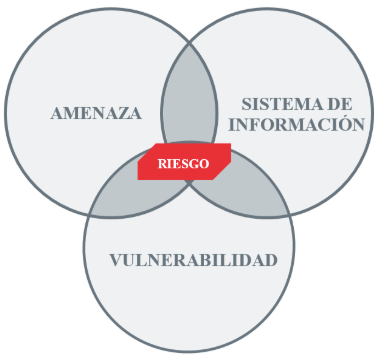 AMENAZA
SISTEMA DE
INFORMACIÓN
RIESGO
VULNERABILIDAD